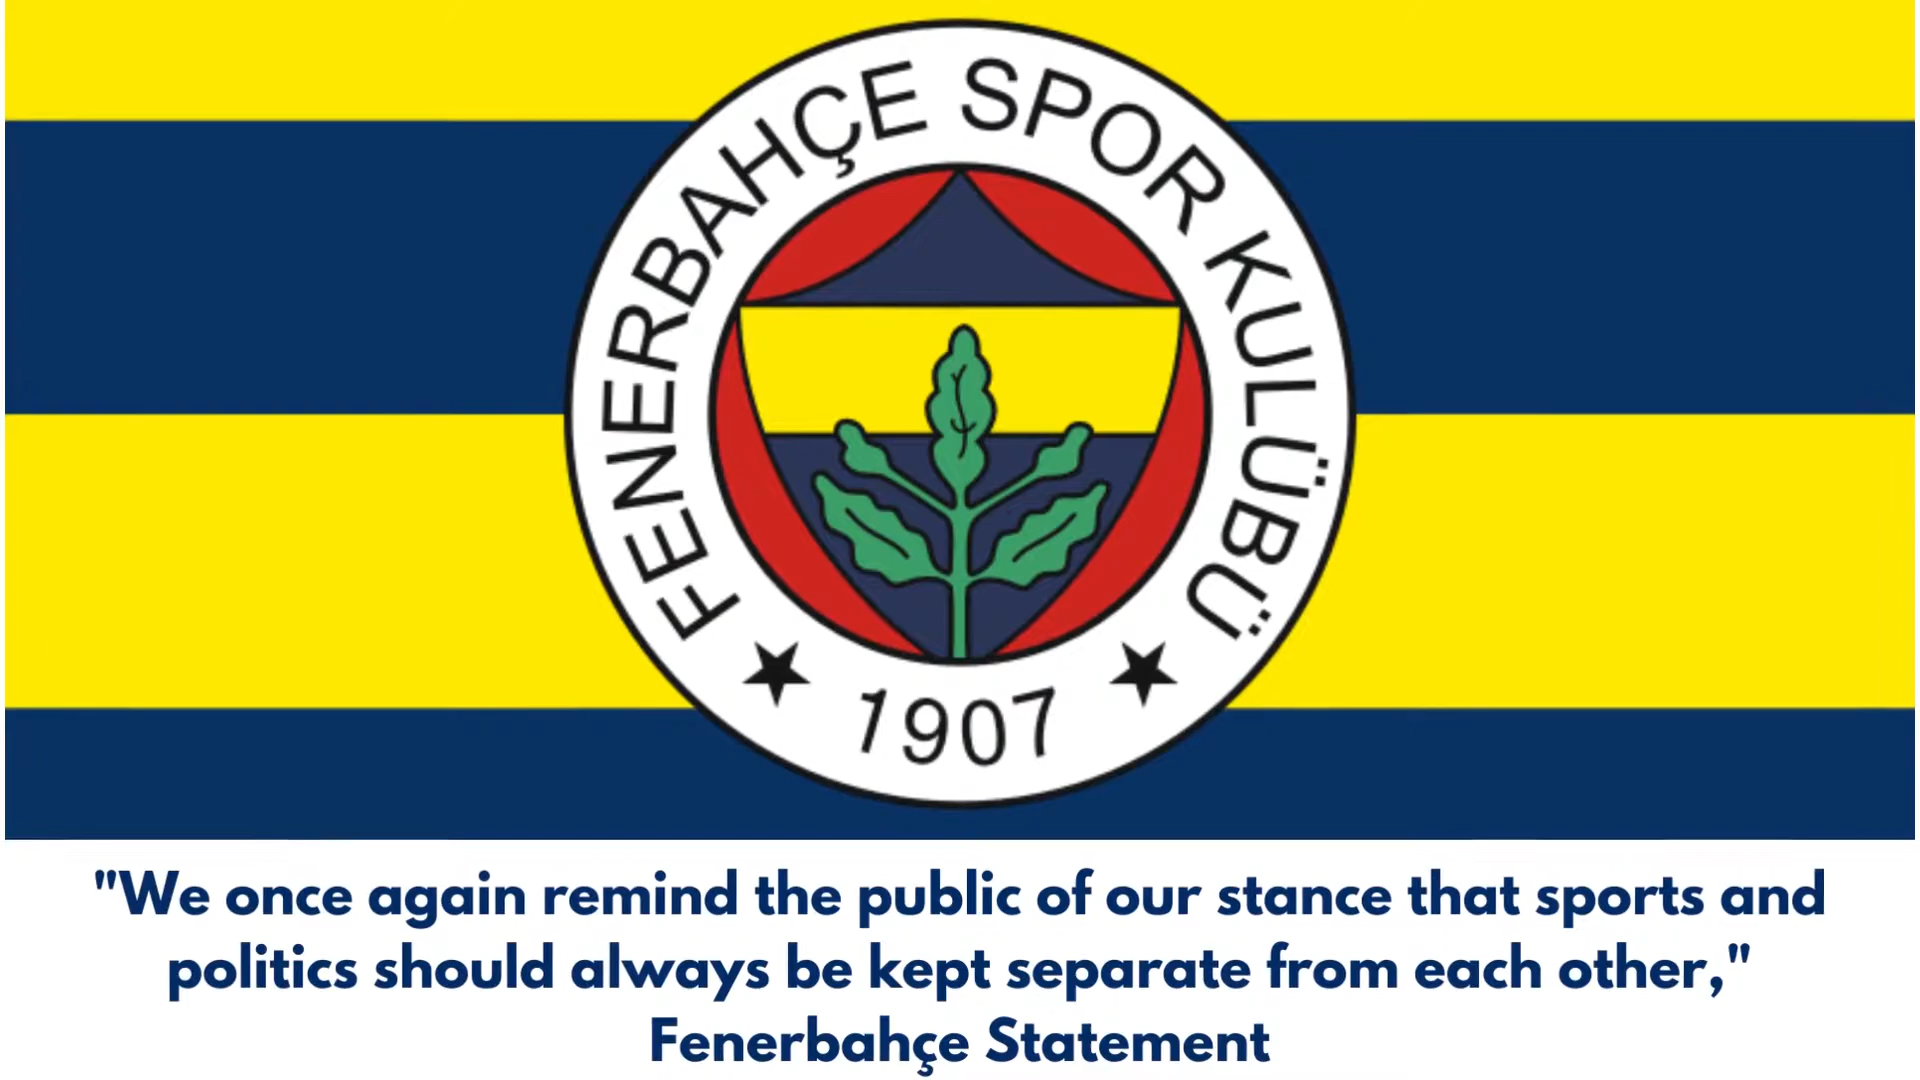 FENERBAHÇE SPOR KULÜBÜ
1907
"We once again remind the public of our stance that sports and
politics should always be kept separate from each other,"
Fenerbahçe Statement